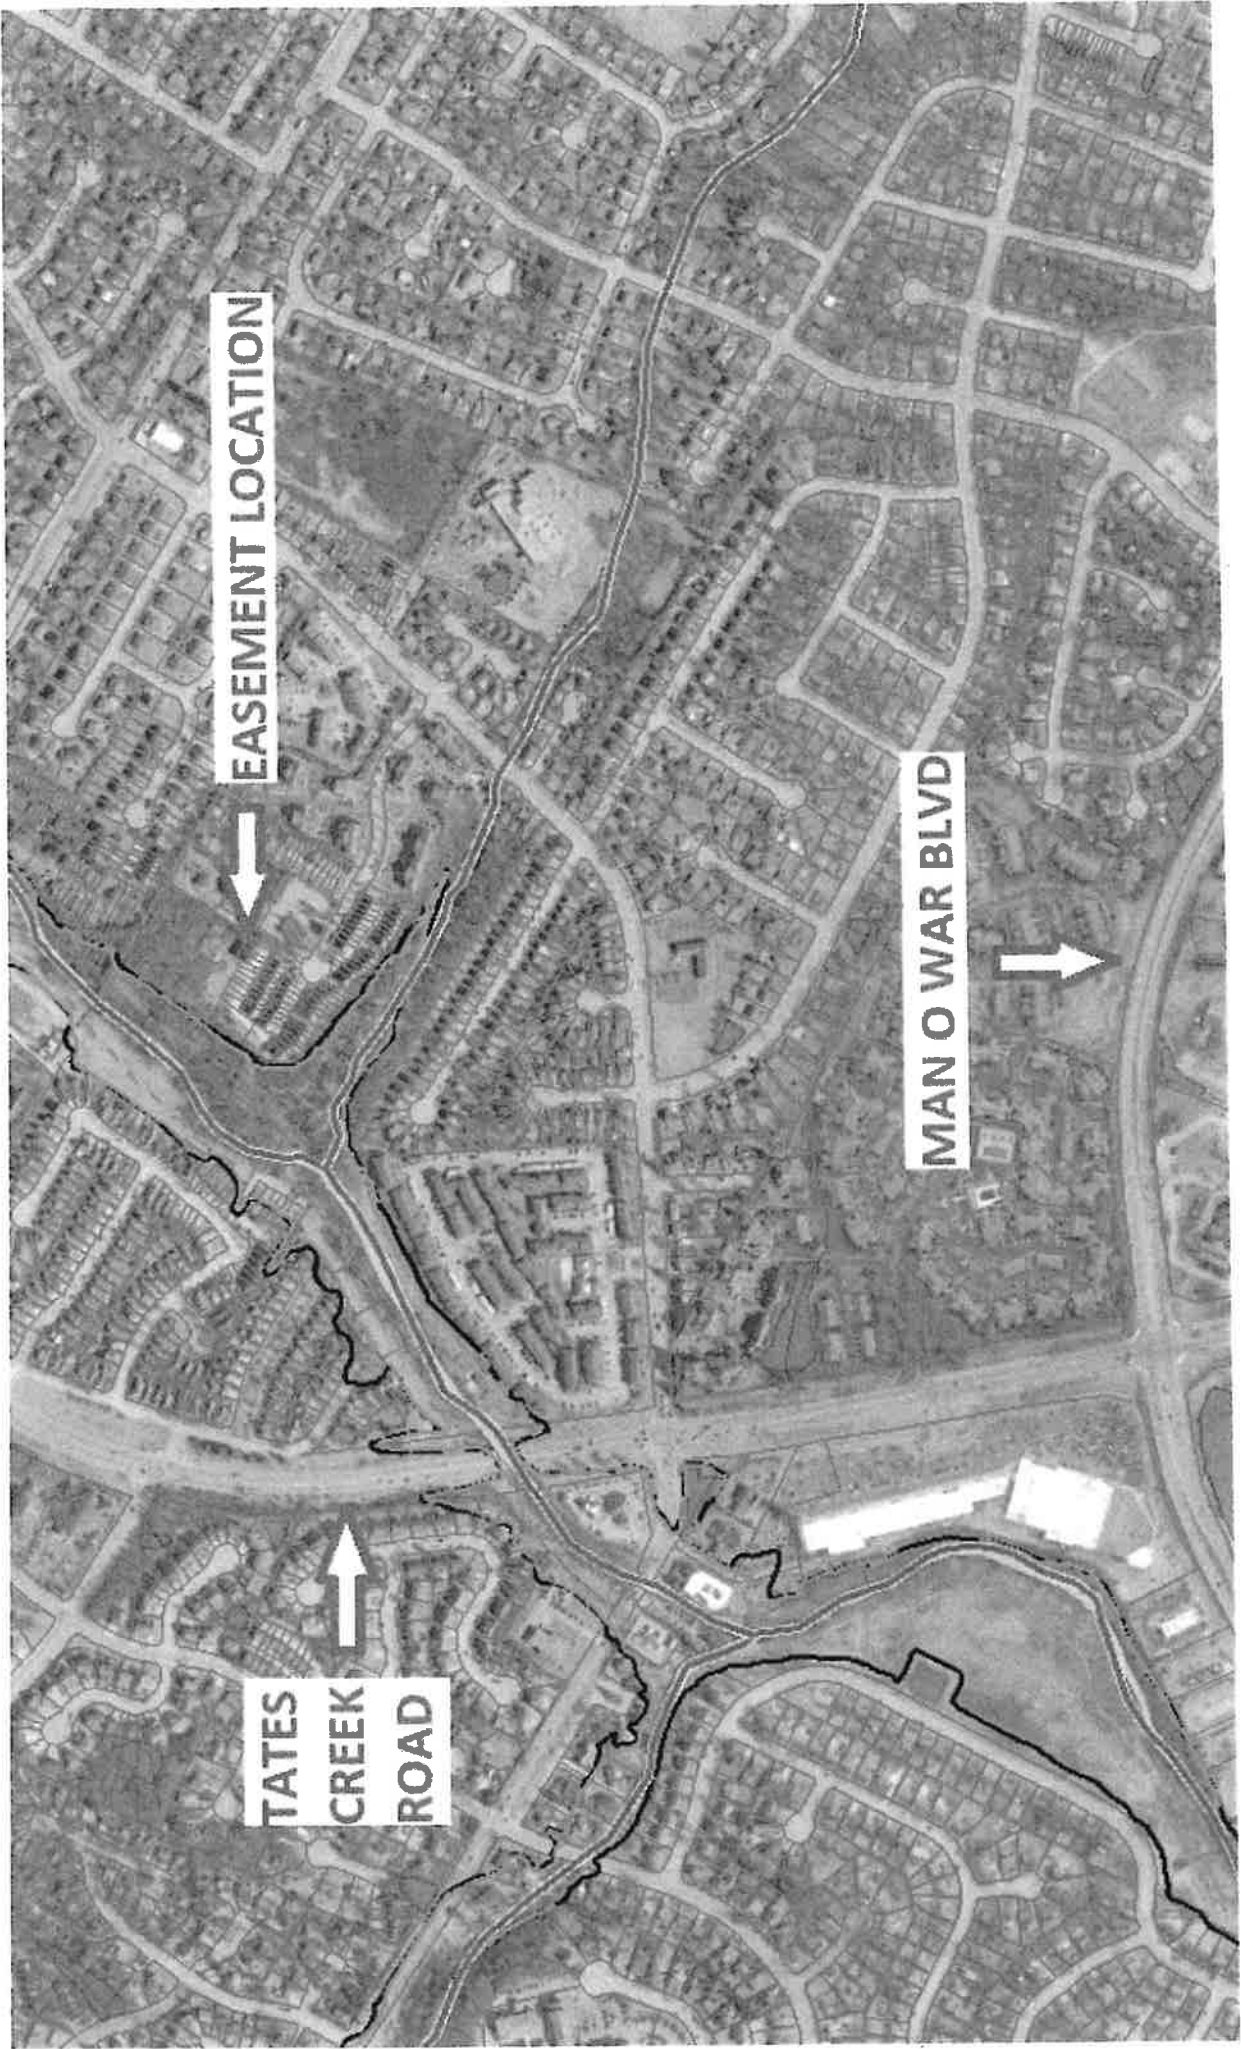 EASEMENT LOCATION
MAN O WAR BLVD
TATES
CREEK
ROAD